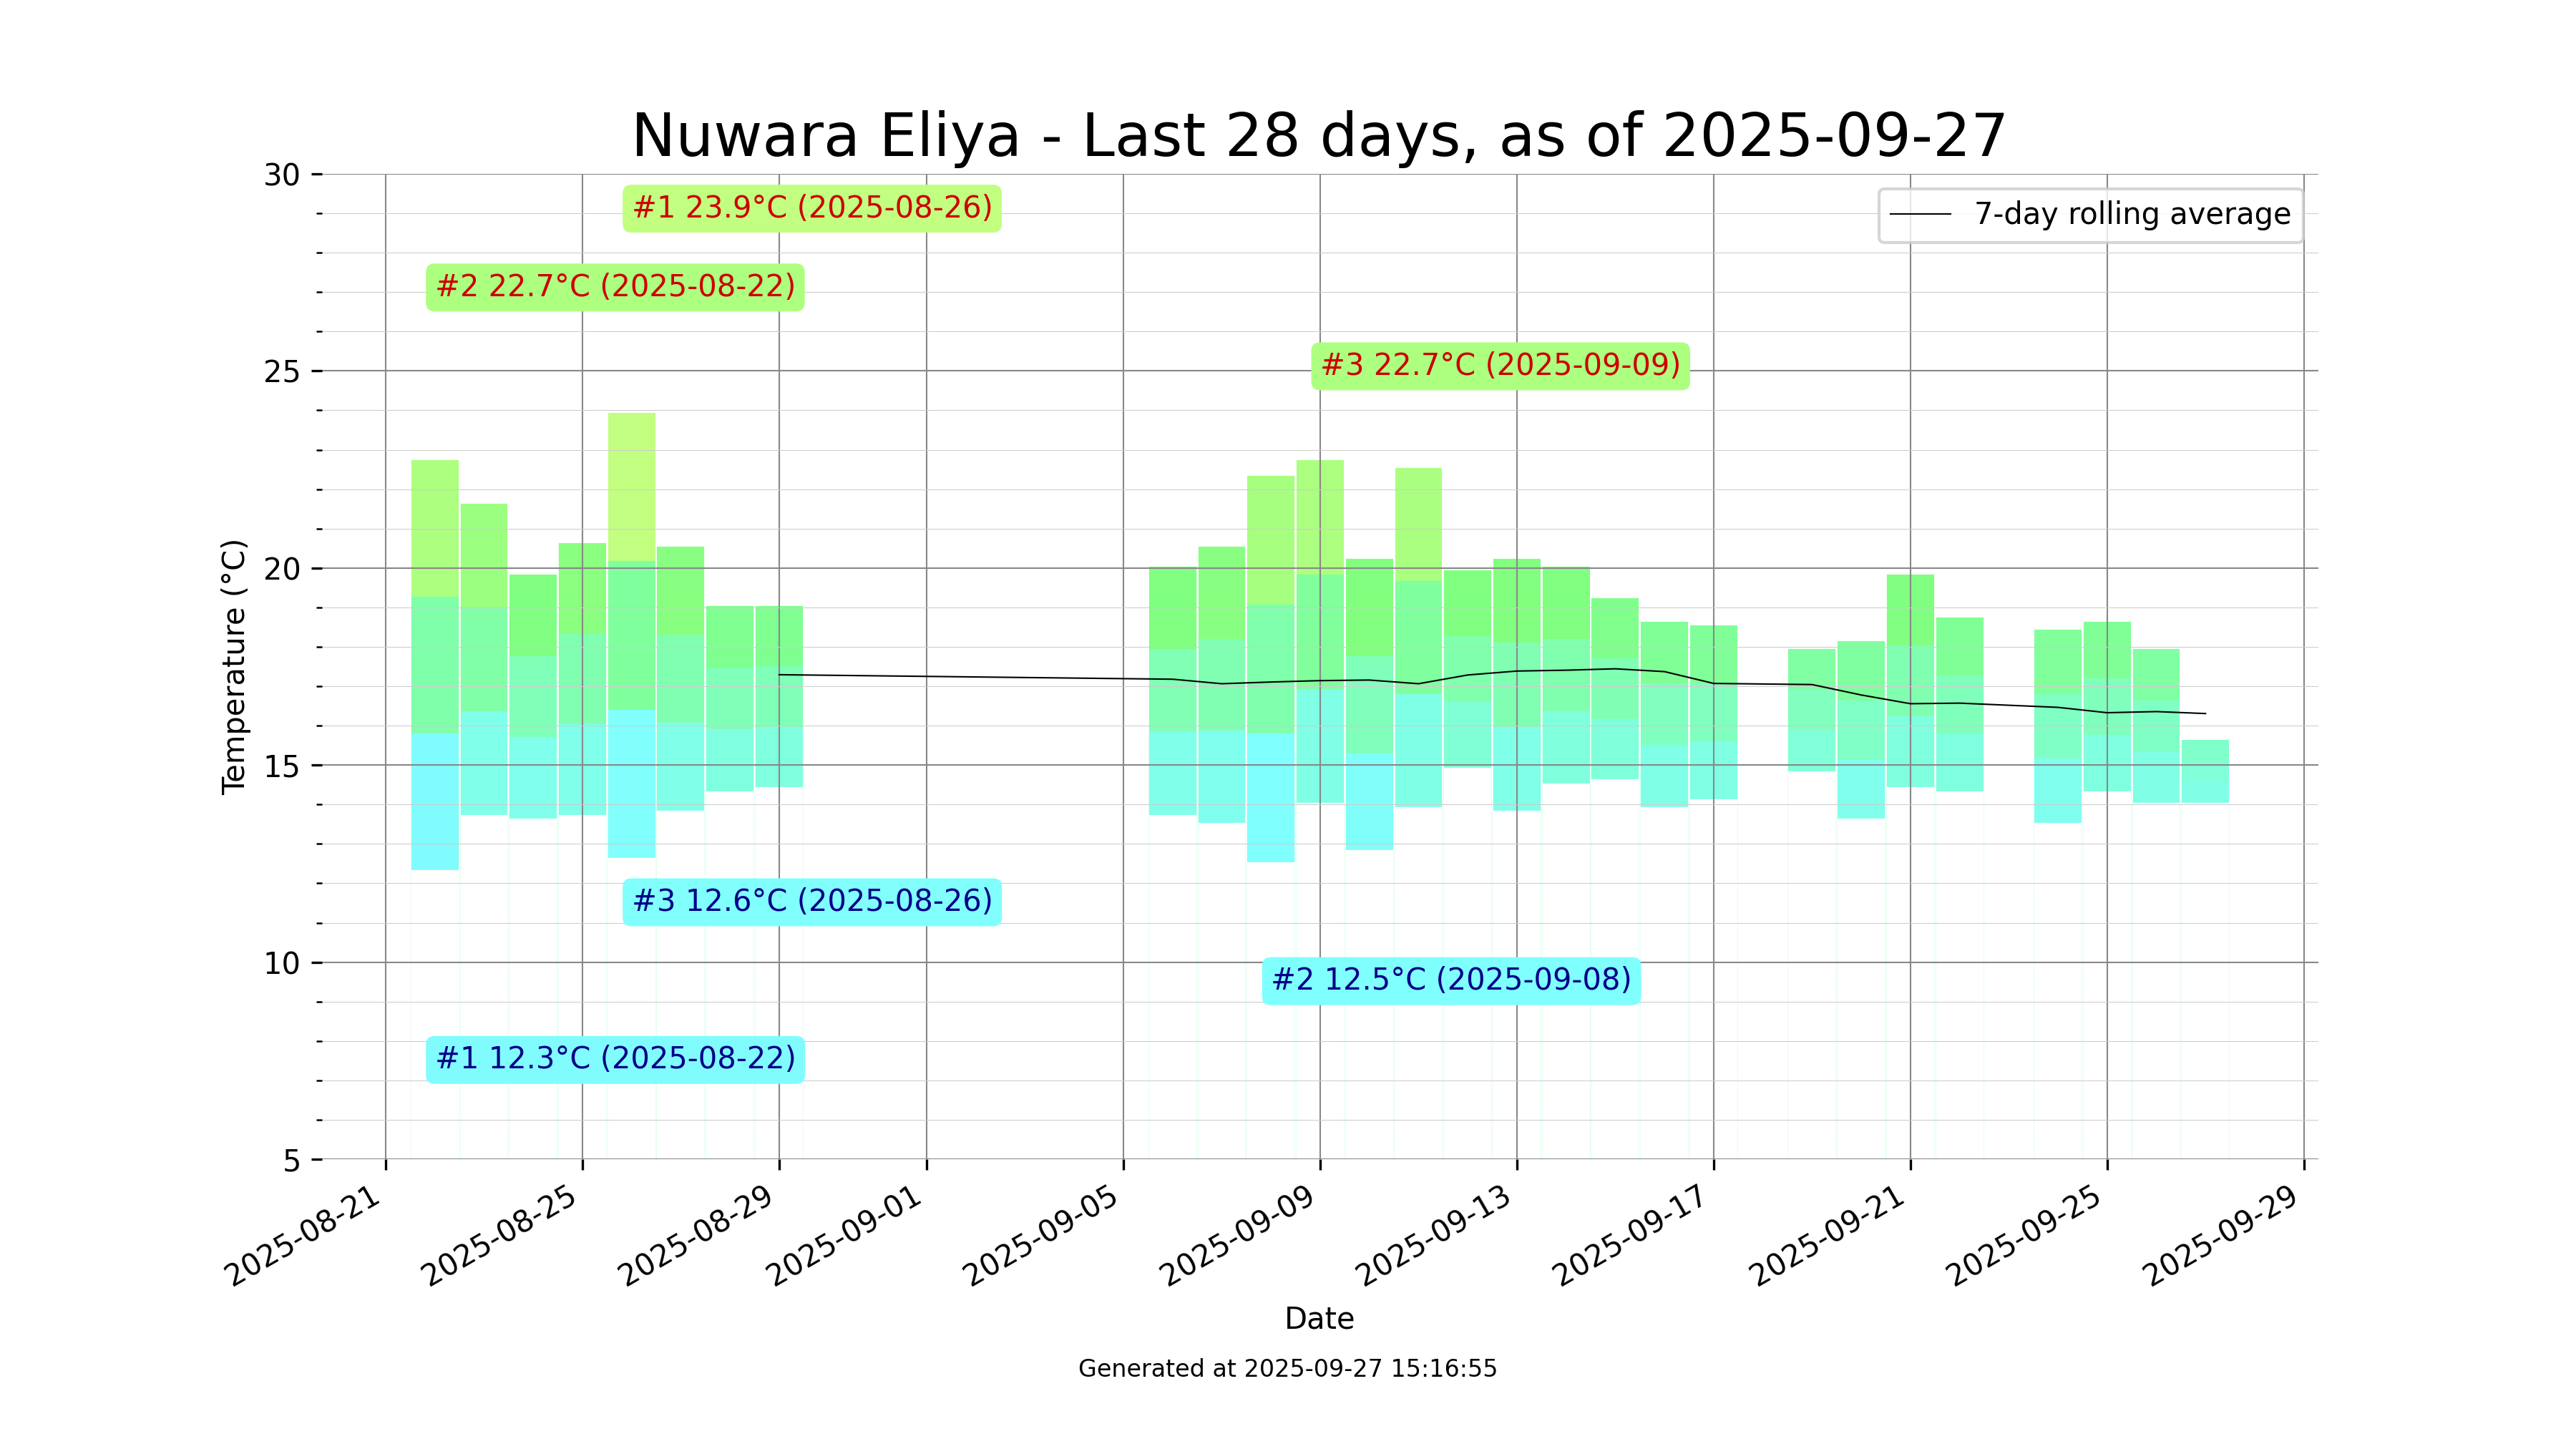 Nuwara Eliya - Last 28 days, as of 2025-09-27
30
#1 23.9°C (2025-08-26)
7-day rolling average
#2 22.7°C (2025-08-22)
#3 22.7°C (2025-09-09)
25
20
Temperature (°C)
15
#3 12.6°C (2025-08-26)
10
#2 12.5°C (2025-09-08)
#1 12.3°C (2025-08-22)
5
2025-08-21
2025-08-25
2025-08-29
2025-09-01
2025-09-05
2025-09-09
2025-09-13
2025-09-17
2025-09-21
2025-09-25
2025-09-29
Date
Generated at 2025-09-27 15:16:55